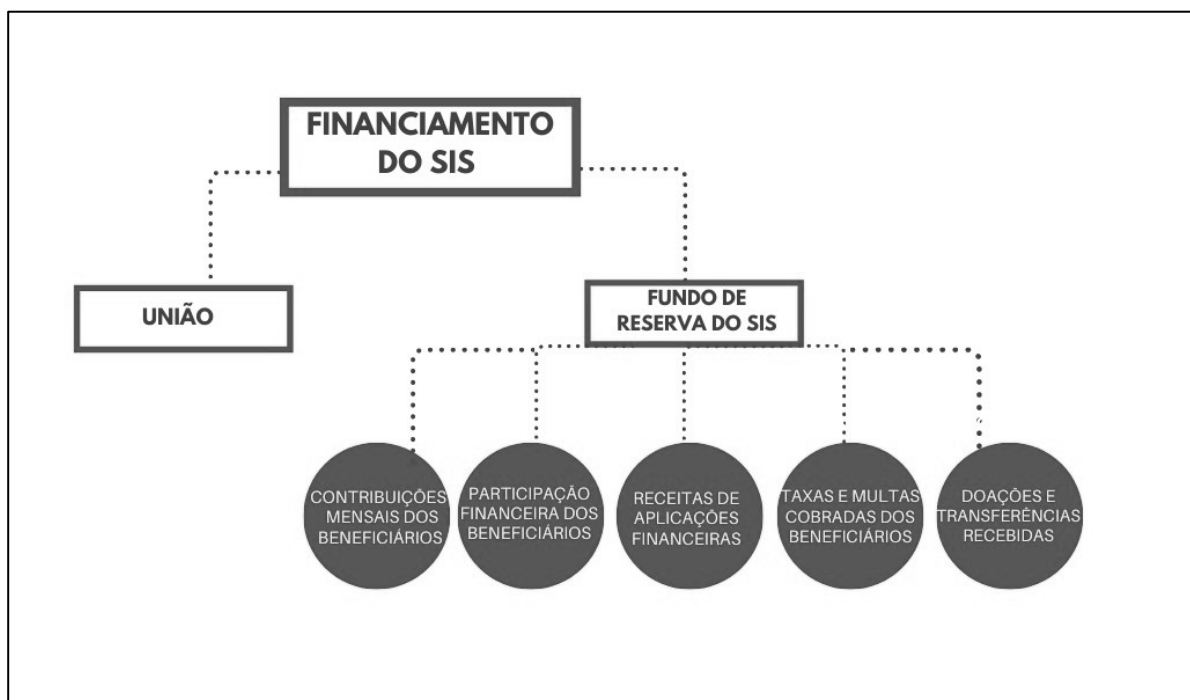 FINANCIAMENTO
DO SIS
UNIÃO
FUNDO DE
RESERVA DO SIS
CONTRIBUIÇÕES
MENSAIS DOS
BENEFICIÁRIOS
PARTICIPAÇÃO
FINANCEIRA DOS
BENEFICIÁRIOS
RECEITAS DE
APLICAÇÕES
FINANCEIRAS
TAXAS E MULTAS
COBRADAS DOS
BENEFICIÁRIOS
DOAÇÕES E
TRANSFERÊNCIAS
RECEBIDAS